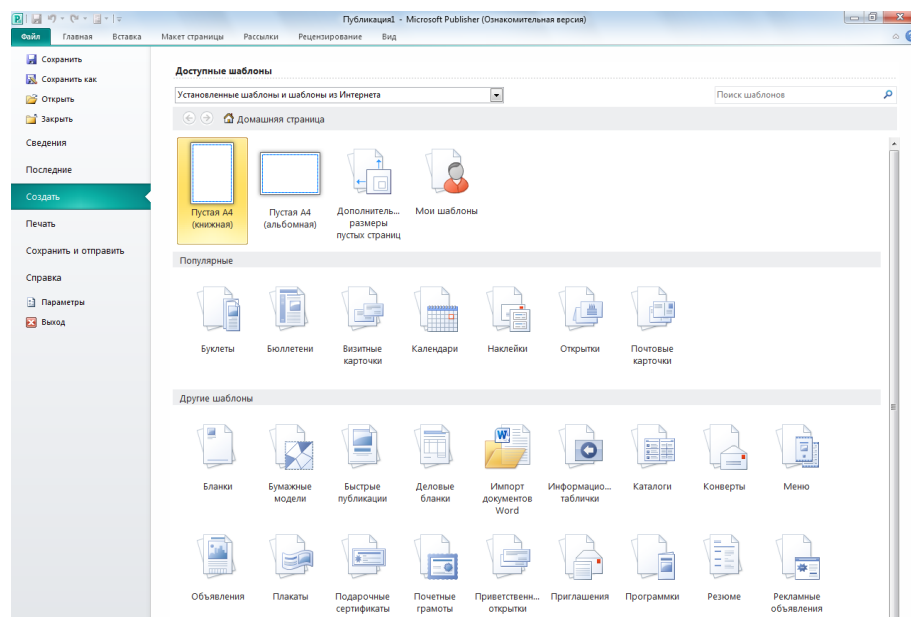 Публикация1 - Microsoft Publisher (Ознакомительная версия)
Файл Главная Вставка Макет страницы Рассылки Рецензирование Вид
Сохранить
Сохранить как
Открыть
Закрыть
Сведения
Последние
Создать
Печать
Сохранить и отправить
Справка
Параметры
Выход
Доступные шаблоны
Установленные шаблоны и шаблоны из Интернета
Поиск шаблонов
Домашняя страница
Пустая A4
(книжная)
Пустая A4
(альбомная)
Дополнитель...
размеры
пустых страниц
Мои шаблоны
Популярные
Буклеты
Бюллетени
Визитные
карточки
Календари
Наклейки
Открытки
Почтовые
карточки
Другие шаблоны
Бланки
Бумажные
модели
Быстрые
публикации
Деловые
бланки
Импорт
документов
Word
Информацио...
таблички
Каталоги
Конверты
Меню
Объявления
Плакаты
Подарочные
сертификаты
Почетные
грамоты
Приветственн...
открытки
Приглашения
Программки
Резюме
Рекламные
объявления